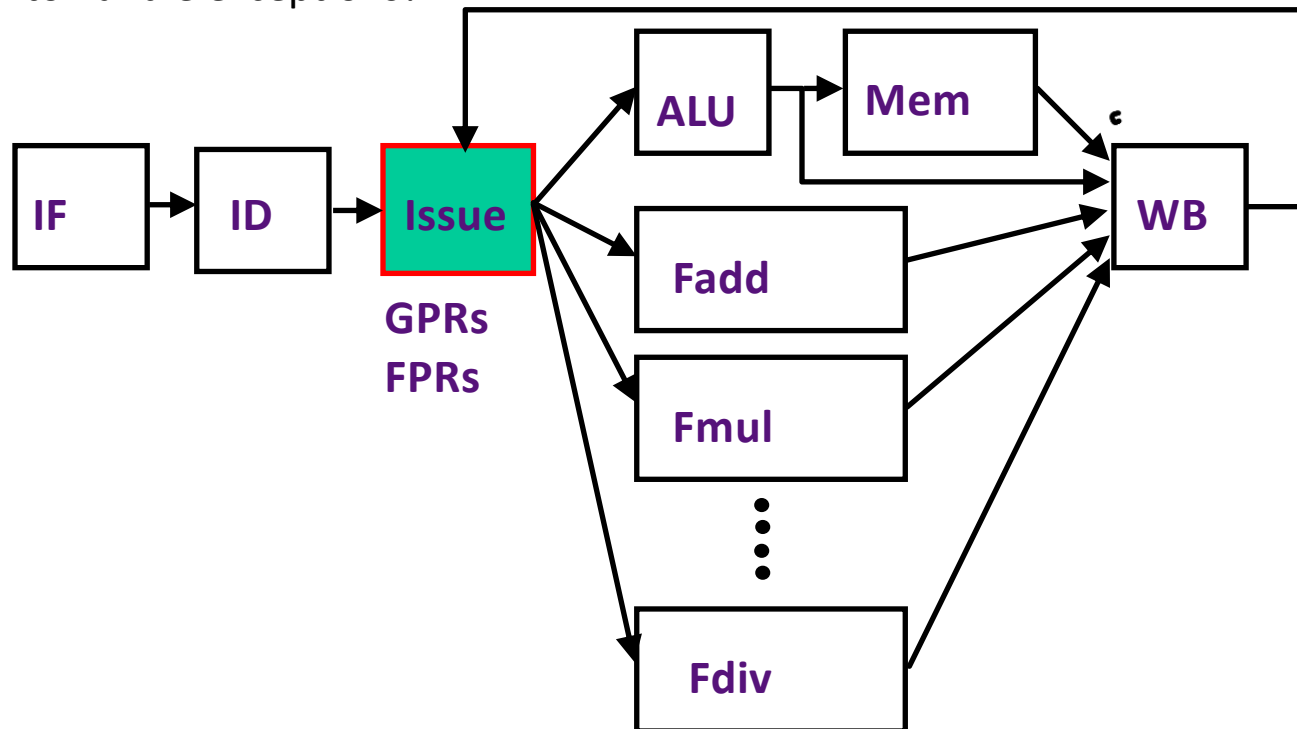 ALU
Mem
IF
ID
Issue
WB
GPRs
FPRs
Fadd
Fmul
Fdiv